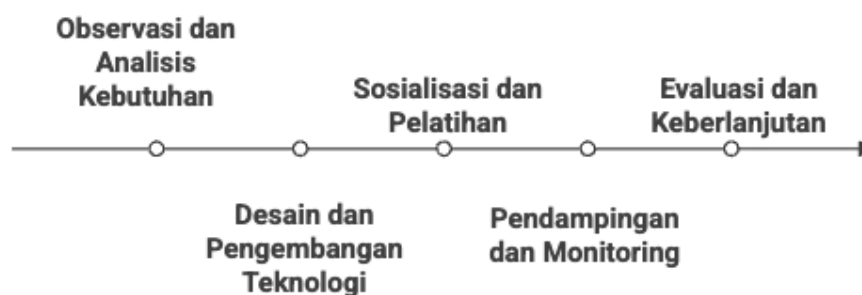 Observasi dan
Analisis
Kebutuhan
Desain dan
Pengembangan
Teknologi
Sosialisasi dan
Pelatihan
Pendampingan
dan Monitoring
Evaluasi dan
Keberlanjutan